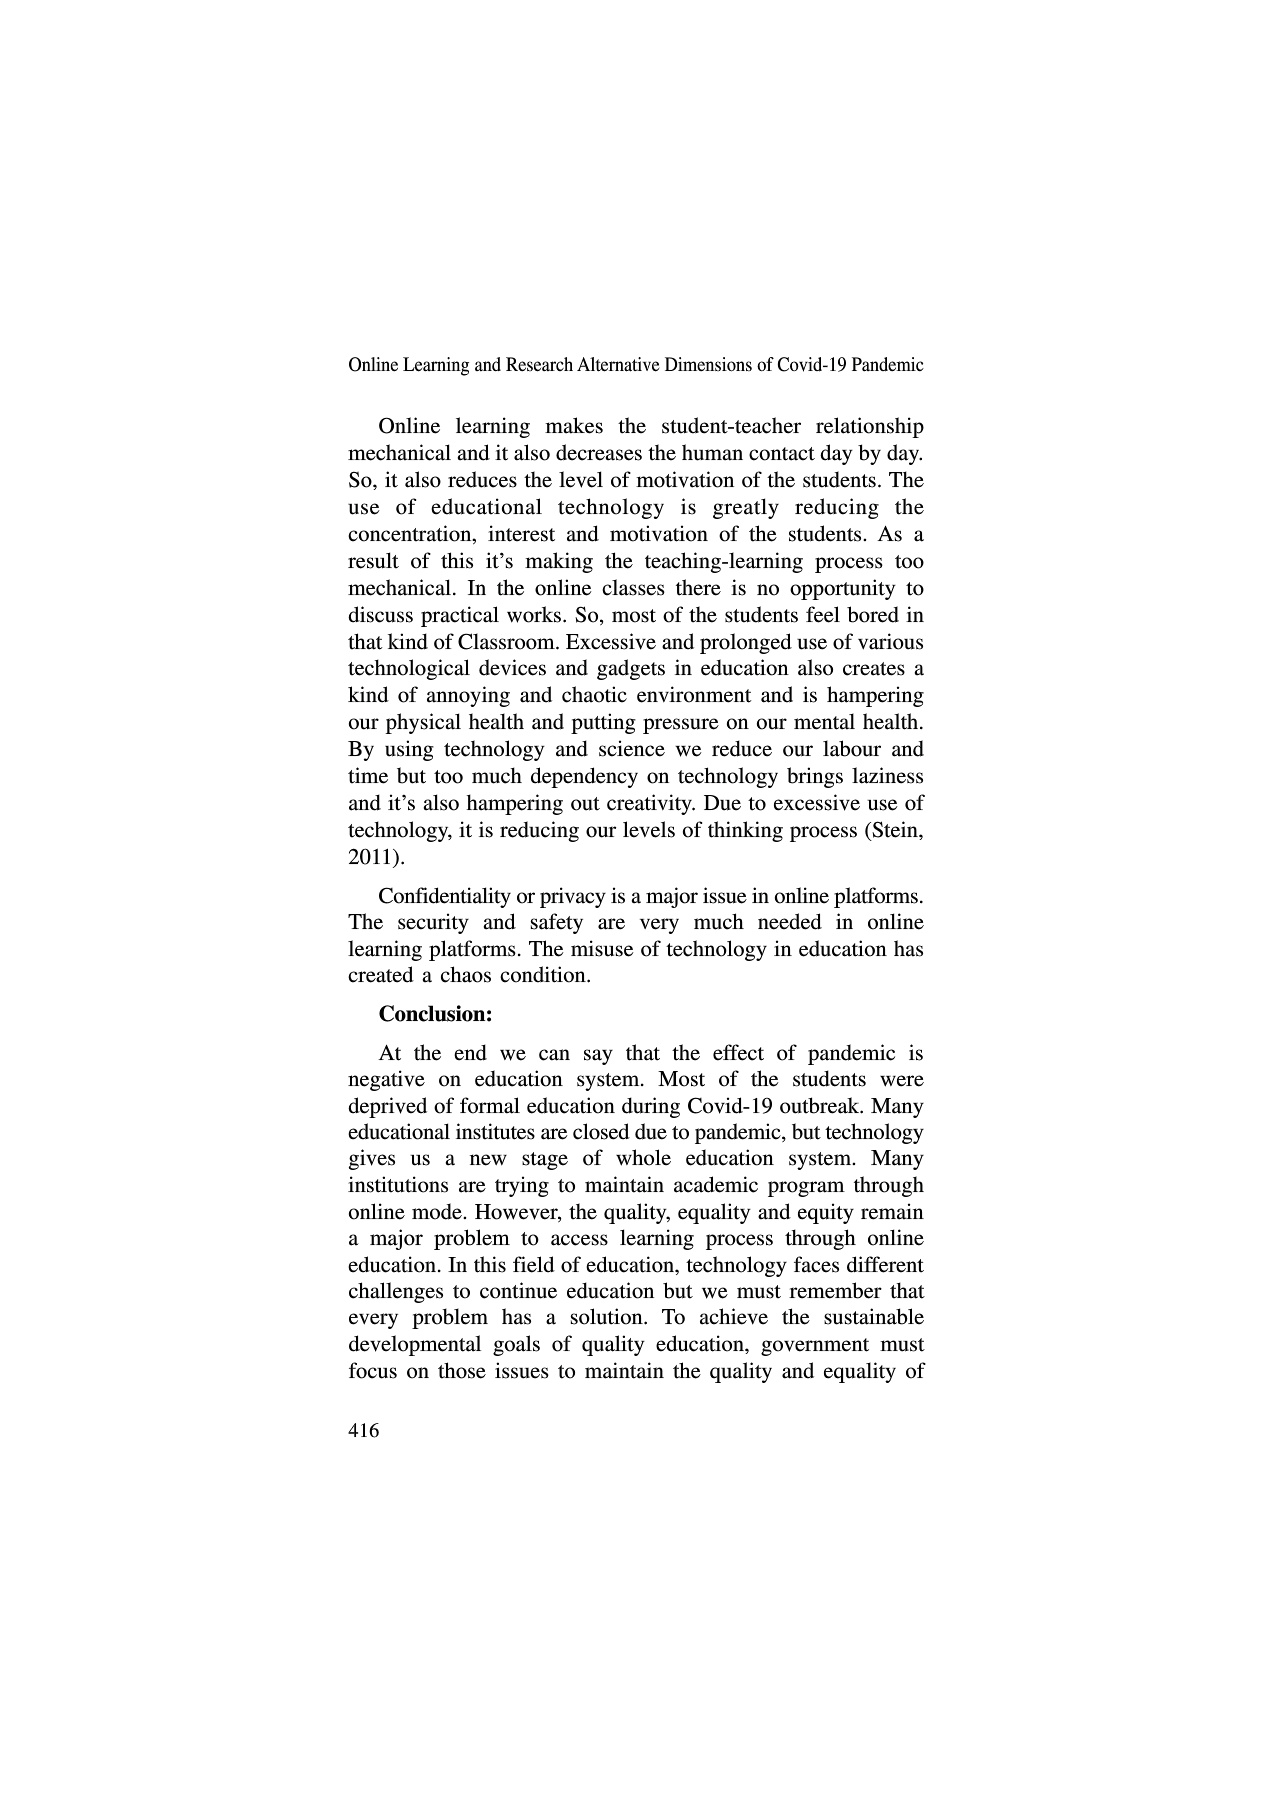 Online Learning and Research Alternative Dimensions of Covid-19 Pandemic
Online learning makes the student-teacher relationship
mechanical and it also decreases the human contact day by day.
So, it also reduces the level of motivation of the students. The
use of educational technology is greatly reducing the
concentration, interest and motivation of the students. As a
result of this it’s making the teaching-learning process too
mechanical. In the online classes there is no opportunity to
discuss practical works. So, most of the students feel bored in
that kind of Classroom. Excessive and prolonged use of various
technological devices and gadgets in education also creates a
kind of annoying and chaotic environment and is hampering
our physical health and putting pressure on our mental health.
By using technology and science we reduce our labour and
time but too much dependency on technology brings laziness
and it’s also hampering out creativity. Due to excessive use of
technology, it is reducing our levels of thinking process (Stein,
2011).
Confidentiality or privacy is a major issue in online platforms.
The security and safety are very much needed in online
learning platforms. The misuse of technology in education has
created a chaos condition.
Conclusion:
At the end we can say that the effect of pandemic is
negative on education system. Most of the students were
deprived of formal education during Covid-19 outbreak. Many
educational institutes are closed due to pandemic, but technology
gives us a new stage of whole education system. Many
institutions are trying to maintain academic program through
online mode. However, the quality, equality and equity remain
a major problem to access learning process through online
education. In this field of education, technology faces different
challenges to continue education but we must remember that
every problem has a solution. To achieve the sustainable
developmental goals of quality education, government must
focus on those issues to maintain the quality and equality of
416